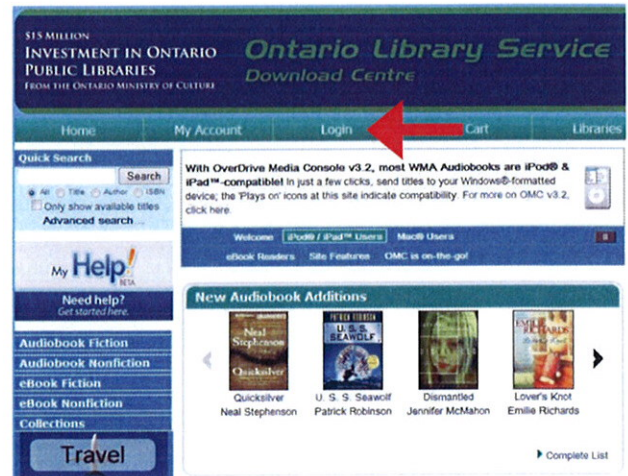 $15 MILLION
INVESTMENT IN ONTARIO
PUBLIC LIBRARIES
FROM THE ONTARIO MINISTRY OF CULTURE
Ontario Library Service
Download Centre
Home My Account Login Cart Libraries
Quick Search
Search
All Title Author ISBN
Only show available titles
Advanced search...
My Help!
BETA
Need help?
Get started here.
Audiobook Fiction
Audiobook Nonfiction
eBook Fiction
eBook Nonfiction
Collections
Travel
With OverDrive Media Console v3.2, most WMA Audiobooks are iPod® &
iPad™-compatible! In just a few clicks, send titles to your Windows®-formatted
device; the 'Plays on' icons at this site indicate compatibility. For more on OMC v3.2,
click here.
Welcome iPod® / iPad™ Users Mac® Users
eBook Readers Site Features OMC is on-the-go!
New Audiobook Additions
Neal
Stephenson
Quicksilver
PATRICK ROBINSON
U.S.S.
SEAWOLF
EMILIE
RICHARDS
Quicksilver
Neal Stephenson
U. S. S. Seawolf
Patrick Robinson
Dismantled
Jennifer McMahon
Lover's Knot
Emilie Richards
Complete List